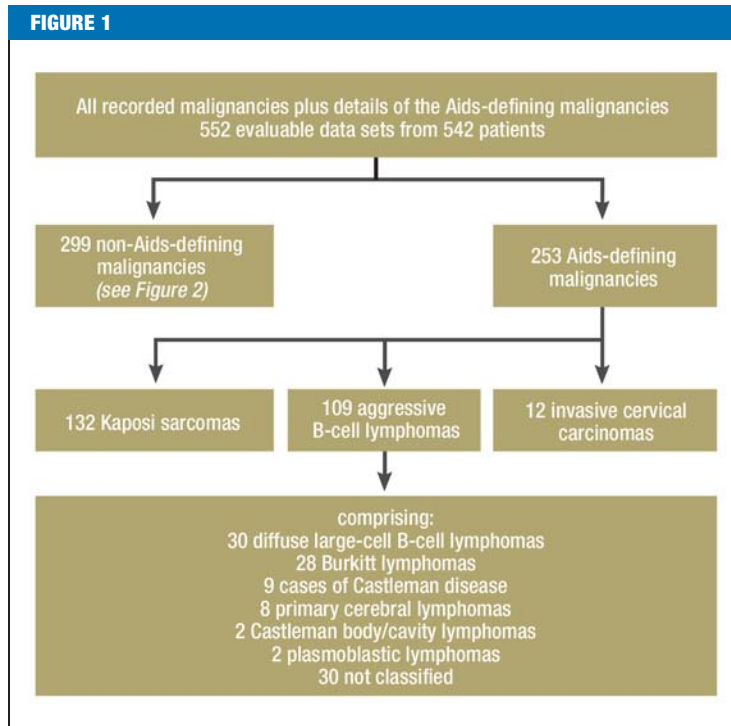 FIGURE 1
All recorded malignancies plus details of the Aids-defining malignancies
552 evaluable data sets from 542 patients
299 non-Aids-defining
malignancies
(see Figure 2)
253 Aids-defining
malignancies
132 Kaposi sarcomas
109 aggressive
B-cell lymphomas
12 invasive cervical
carcinomas
comprising:
30 diffuse large-cell B-cell lymphomas
28 Burkitt lymphomas
9 cases of Castleman disease
8 primary cerebral lymphomas
2 Castleman body/cavity lymphomas
2 plasmoblastic lymphomas
30 not classified